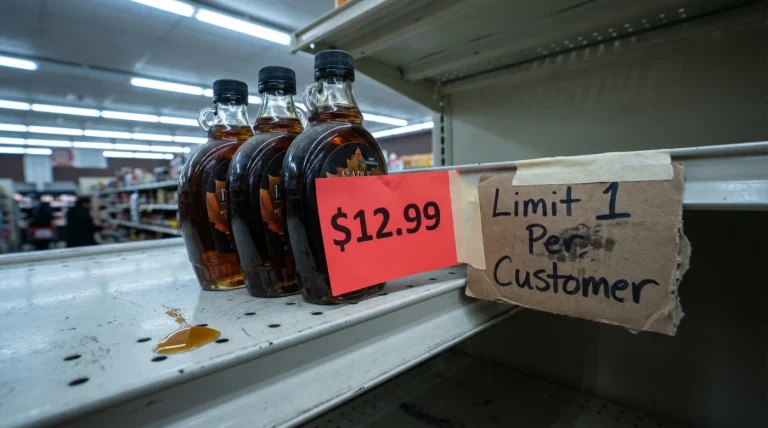 $12.99
Limit 1
Per
Customer